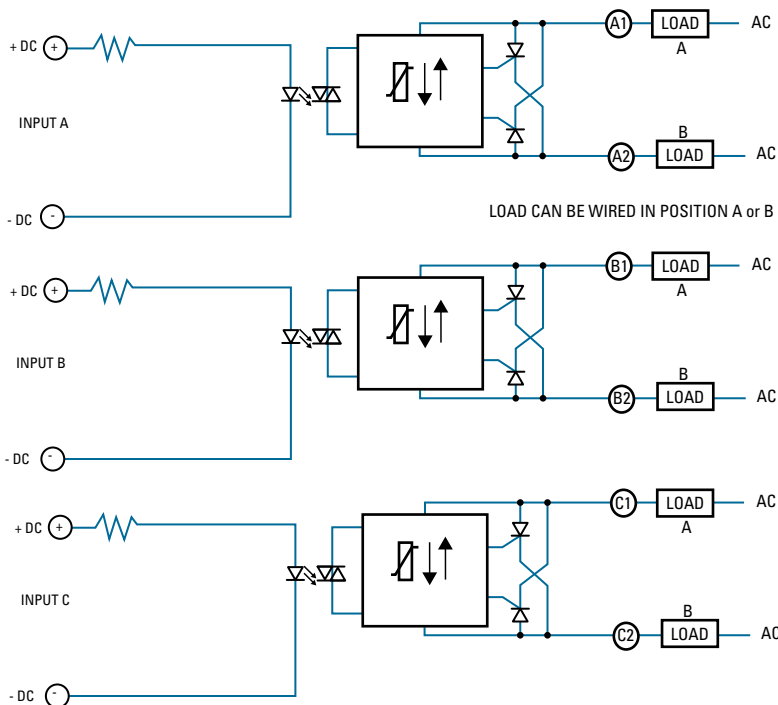 + DC +
A1 LOAD AC
A
INPUT A
B
A2 LOAD AC
- DC -
LOAD CAN BE WIRED IN POSITION A or B
+ DC +
B1 LOAD AC
A
INPUT B
B
B2 LOAD AC
- DC -
+ DC +
C1 LOAD AC
A
INPUT C
B
C2 LOAD AC
- DC -